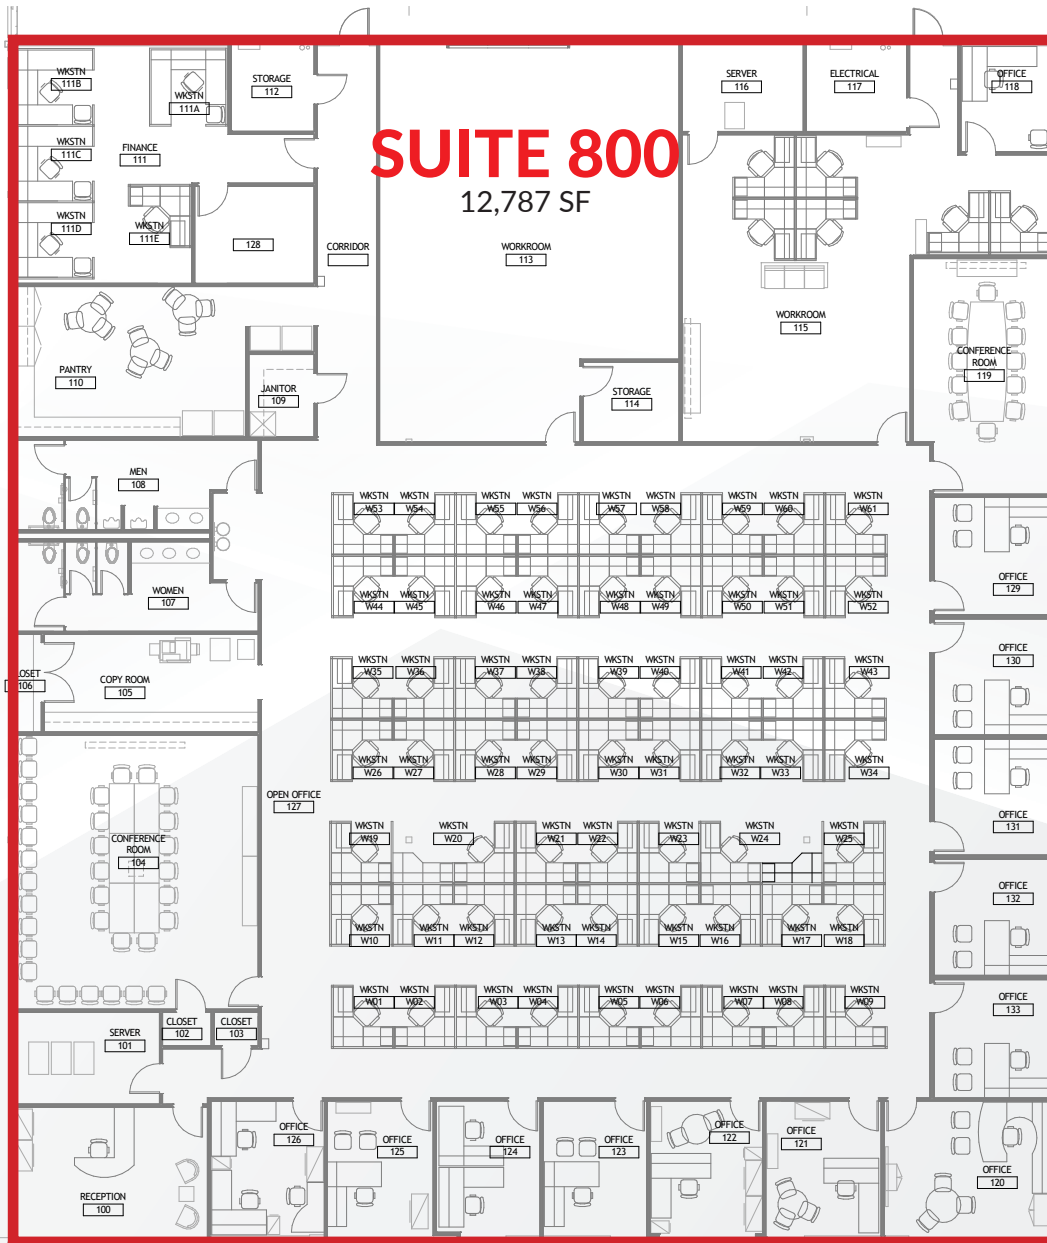 SUITE 800
12,787 SF
WKSTN
111B
WKSTN
111A
STORAGE
112
SERVER
116
ELECTRICAL
117
OFFICE
118
WKSTN
111C
FINANCE
111
WKSTN
111D
WKSTN
111E
128
CORRIDOR
WORKROOM
113
WORKROOM
115
PANTRY
110
JANITOR
109
STORAGE
114
CONFERENCE
ROOM
119
MEN
108
WOMEN
107
CLOSET
106
COPY ROOM
105
CONFERENCE
ROOM
104
OPEN OFFICE
127
SERVER
101
CLOSET
102
CLOSET
103
RECEPTION
100
WKSTN WKSTN WKSTN WKSTN WKSTN WKSTN WKSTN WKSTN WKSTN
W53 W54 W55 W56 W57 W58 W59 W60 W61
WKSTN WKSTN WKSTN WKSTN WKSTN WKSTN WKSTN WKSTN WKSTN
W44 W45 W46 W47 W48 W49 W50 W51 W52
WKSTN WKSTN WKSTN WKSTN WKSTN WKSTN WKSTN WKSTN WKSTN
W35 W36 W37 W38 W39 W40 W41 W42 W43
WKSTN WKSTN WKSTN WKSTN WKSTN WKSTN WKSTN WKSTN WKSTN
W26 W27 W28 W29 W30 W31 W32 W33 W34
WKSTN WKSTN WKSTN WKSTN WKSTN WKSTN WKSTN
W19 W20 W21 W22 W23 W24 W25
WKSTN WKSTN WKSTN WKSTN WKSTN WKSTN WKSTN WKSTN WKSTN
W10 W11 W12 W13 W14 W15 W16 W17 W18
WKSTN WKSTN WKSTN WKSTN WKSTN WKSTN WKSTN WKSTN WKSTN
W01 W02 W03 W04 W05 W06 W07 W08 W09
OFFICE
129
OFFICE
130
OFFICE
131
OFFICE
132
OFFICE
133
OFFICE
126
OFFICE
125
OFFICE
124
OFFICE
123
OFFICE
122
OFFICE
121
OFFICE
120